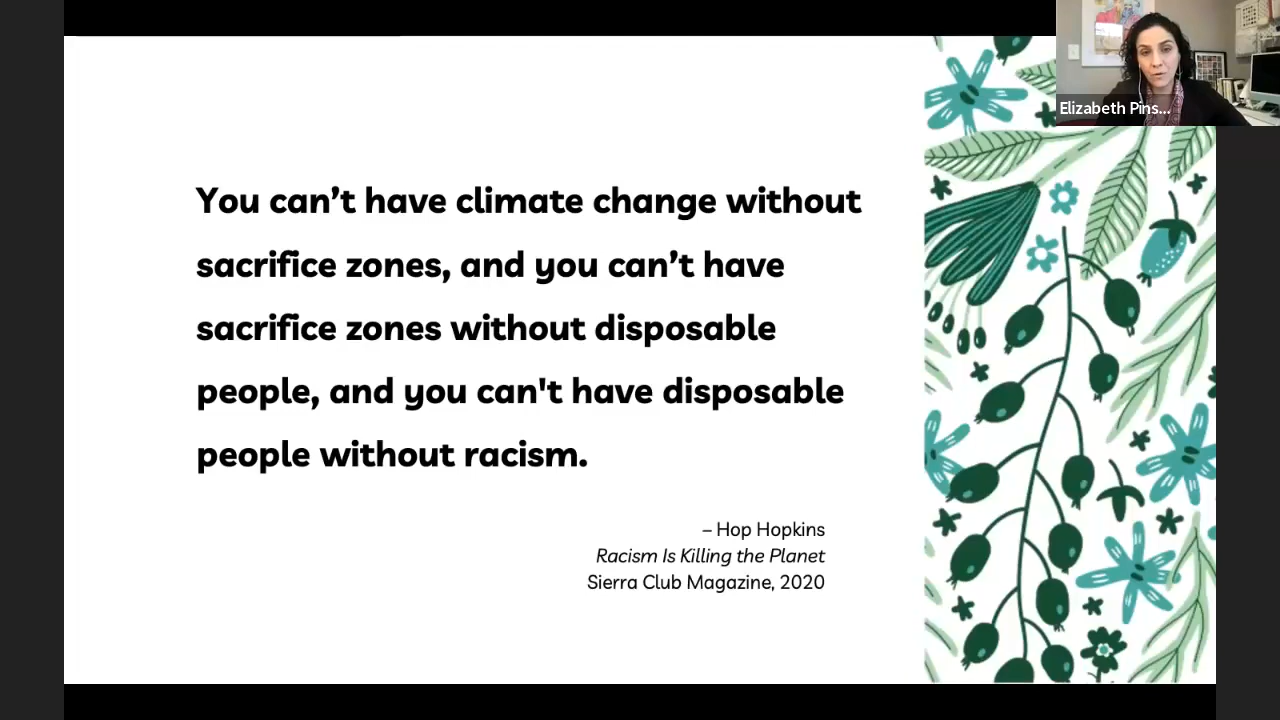 Elizabeth Pins...
You can’t have climate change without
sacrifice zones, and you can’t have
sacrifice zones without disposable
people, and you can't have disposable
people without racism.
– Hop Hopkins
Racism Is Killing the Planet
Sierra Club Magazine, 2020